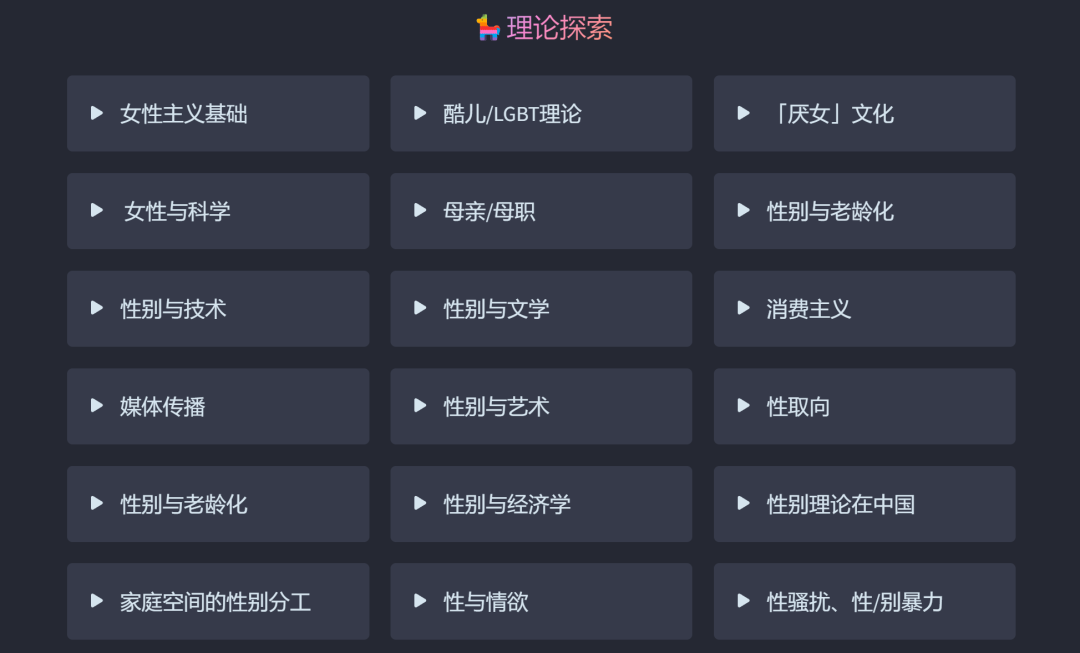 理论探索
女性主义基础
酷儿/LGBT理论
「厌女」文化
女性与科学
母亲/母职
性别与老龄化
性别与技术
性别与文学
消费主义
媒体传播
性别与艺术
性取向
性别与老龄化
性别与经济学
性别理论在中国
家庭空间的性别分工
性与情欲
性骚扰、性/别暴力